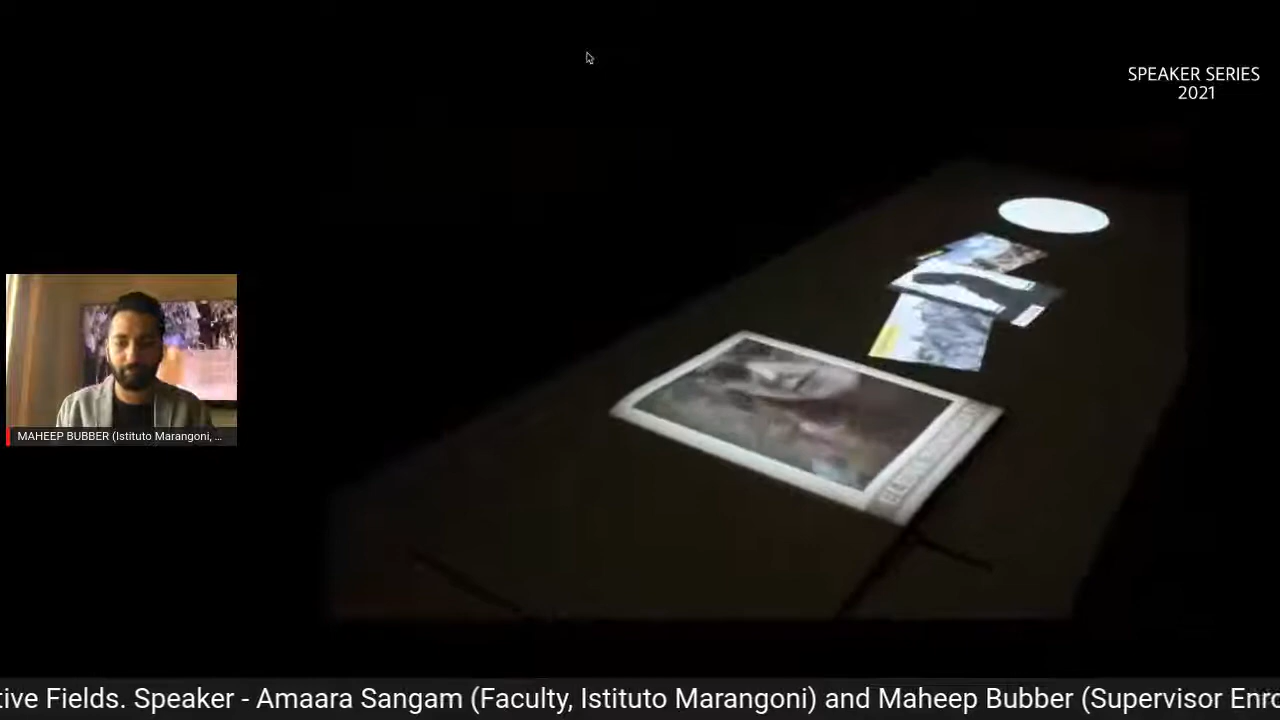 SPEAKER SERIES
2021
MAHEEP BUBBER (Istituto Marangoni, ...
tive Fields. Speaker - Amaara Sangam (Faculty, Istituto Marangoni) and Maheep Bubber (Supervisor Enro